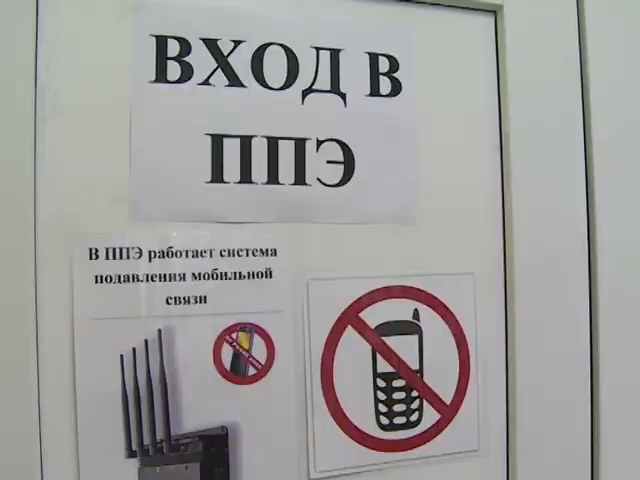 ВХОД В
ППЭ
В ППЭ работает система
подавления мобильной
связи